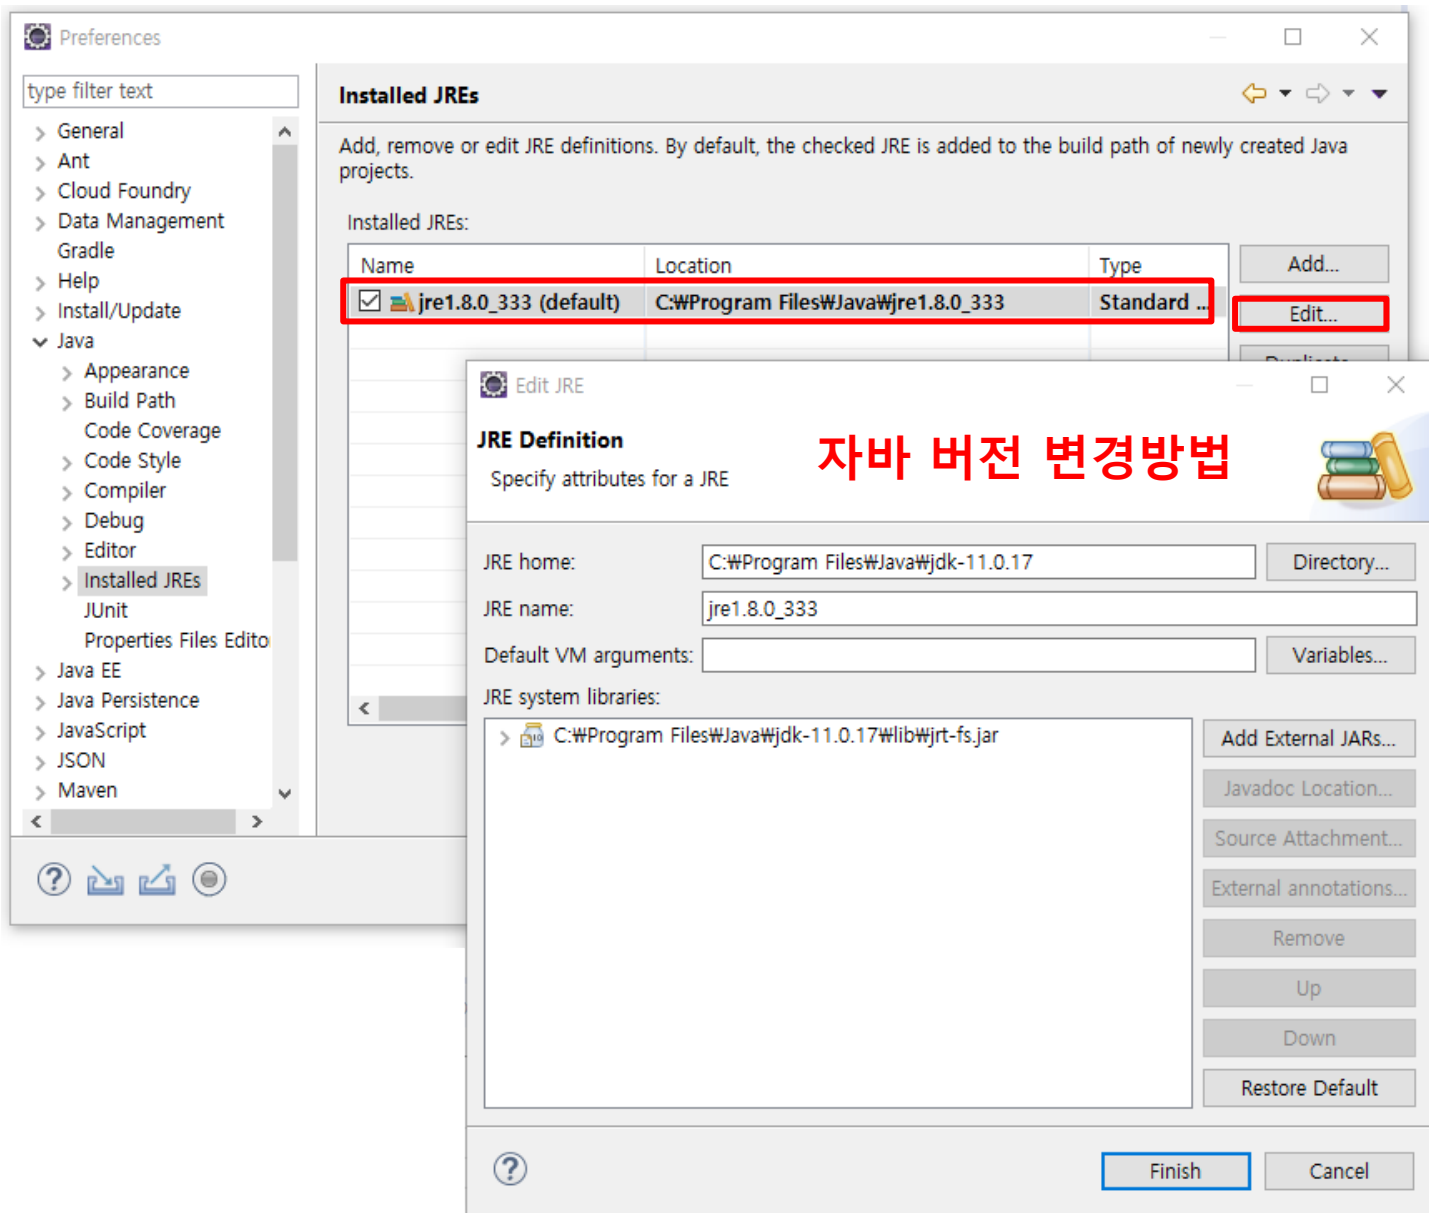 Preferences
type filter text
General
Ant
Cloud Foundry
Data Management
Gradle
Help
Install/Update
Java
Appearance
Build Path
Code Coverage
Code Style
Compiler
Debug
Editor
Installed JREs
JUnit
Properties Files Edito
Java EE
Java Persistence
JavaScript
JSON
Maven
Installed JREs
Add, remove or edit JRE definitions. By default, the checked JRE is added to the build path of newly created Java
projects.
Installed JREs:
Name Location Type
jre1.8.0_333 (default) C:₩Program Files₩Java₩jre1.8.0_333 Standard ...
Add...
Edit...
Edit JRE
JRE Definition
Specify attributes for a JRE
자바 버전 변경방법
JRE home: C:₩Program Files₩Java₩jdk-11.0.17 Directory...
JRE name: jre1.8.0_333
Default VM arguments: Variables...
JRE system libraries:
C:₩Program Files₩Java₩jdk-11.0.17₩lib₩jrt-fs.jar
Add External JARs...
Javadoc Location...
Source Attachment...
External annotations...
Remove
Up
Down
Restore Default
Finish Cancel